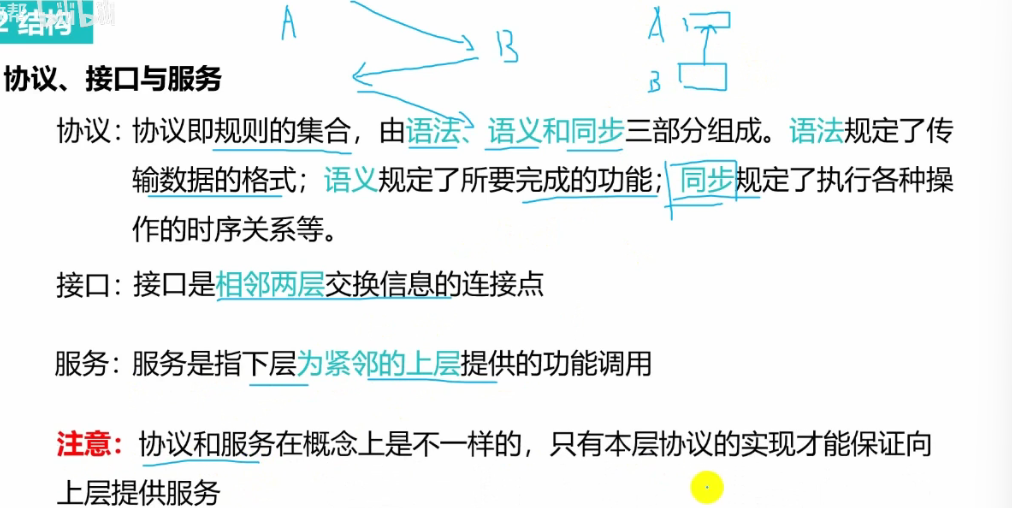 2 结构
A
B
A
B
协议、接口与服务
协议：协议即规则的集合，由语法、语义和同步三部分组成。语法规定了传
输数据的格式；语义规定了所要完成的功能；同步规定了执行各种操
作的时序关系等。
接口：接口是相邻两层交换信息的连接点
服务：服务是指下层为紧邻的上层提供的功能调用
注意：协议和服务在概念上是不一样的，只有本层协议的实现才能保证向
上层提供服务